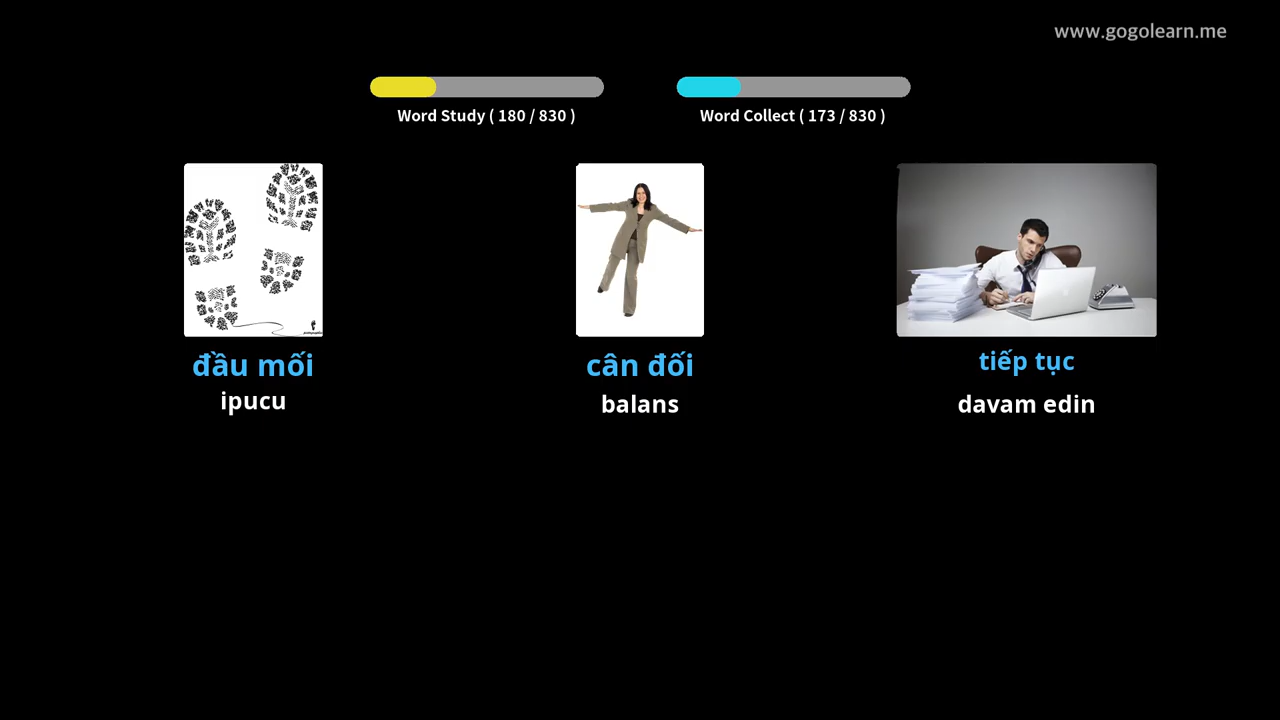 www.gogolearn.me
Word Study ( 180 / 830 )
Word Collect ( 173 / 830 )
đầu mối
ipucu
cân đối
balans
tiếp tục
davam edin